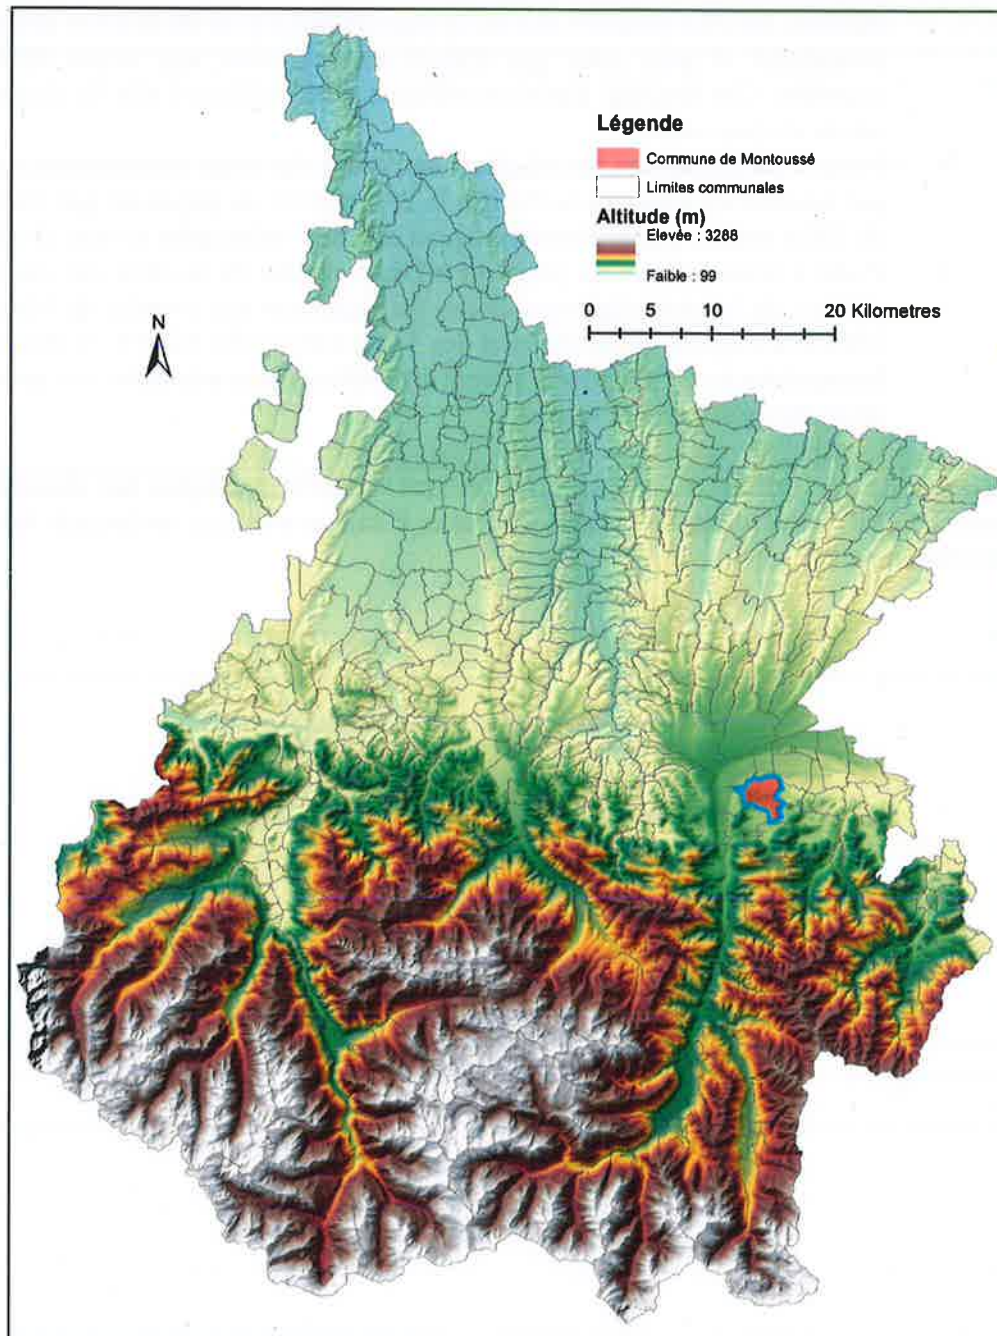 Légende
Commune de Montoussé
Limites communales
Altitude (m)
Elevée : 3288
Faible : 99
0 5 10 20 Kilometres
N